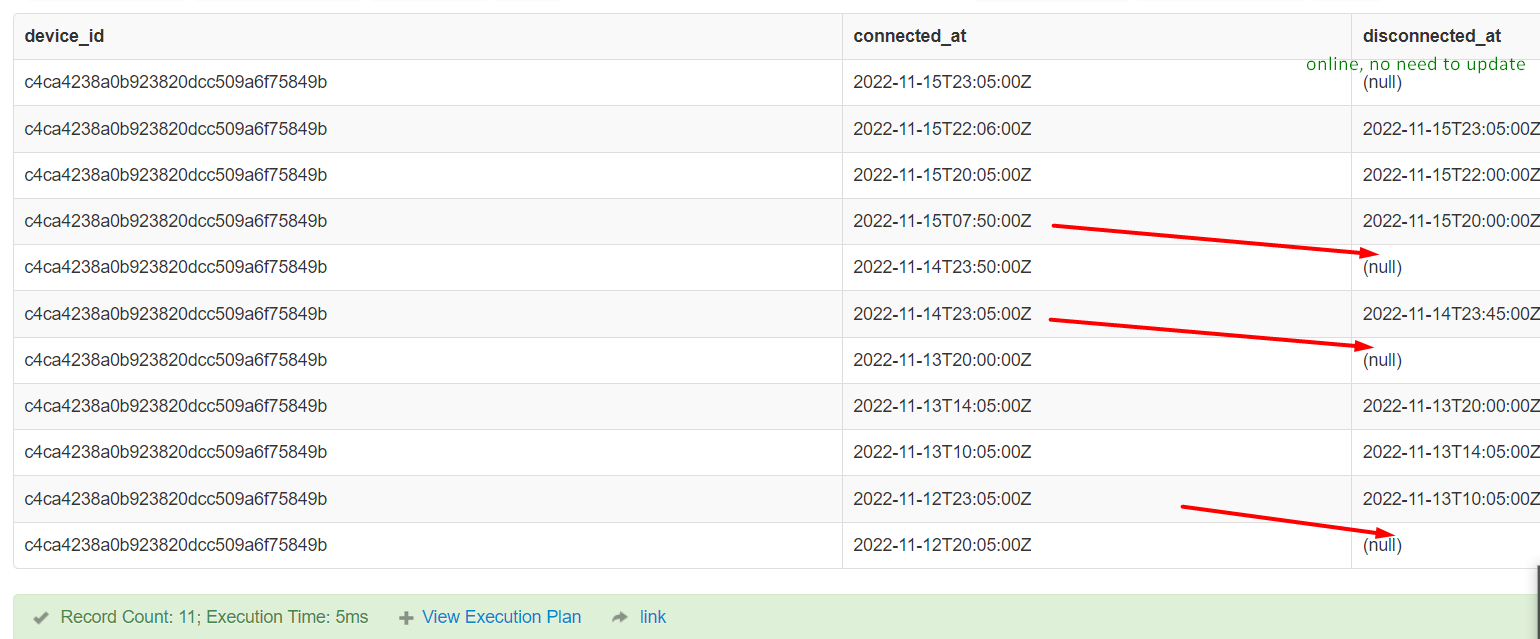 device_id connected_at disconnected_at
online, no need to update
c4ca4238a0b923820dcc509a6f75849b 2022-11-15T23:05:00Z (null)
c4ca4238a0b923820dcc509a6f75849b 2022-11-15T22:06:00Z 2022-11-15T23:05:00Z
c4ca4238a0b923820dcc509a6f75849b 2022-11-15T20:05:00Z 2022-11-15T22:00:00Z
c4ca4238a0b923820dcc509a6f75849b 2022-11-15T07:50:00Z 2022-11-15T20:00:00Z
c4ca4238a0b923820dcc509a6f75849b 2022-11-14T23:50:00Z (null)
c4ca4238a0b923820dcc509a6f75849b 2022-11-14T23:05:00Z 2022-11-14T23:45:00Z
c4ca4238a0b923820dcc509a6f75849b 2022-11-13T20:00:00Z (null)
c4ca4238a0b923820dcc509a6f75849b 2022-11-13T14:05:00Z 2022-11-13T20:00:00Z
c4ca4238a0b923820dcc509a6f75849b 2022-11-13T10:05:00Z 2022-11-13T14:05:00Z
c4ca4238a0b923820dcc509a6f75849b 2022-11-12T23:05:00Z 2022-11-13T10:05:00Z
c4ca4238a0b923820dcc509a6f75849b 2022-11-12T20:05:00Z (null)
Record Count: 11; Execution Time: 5ms View Execution Plan link